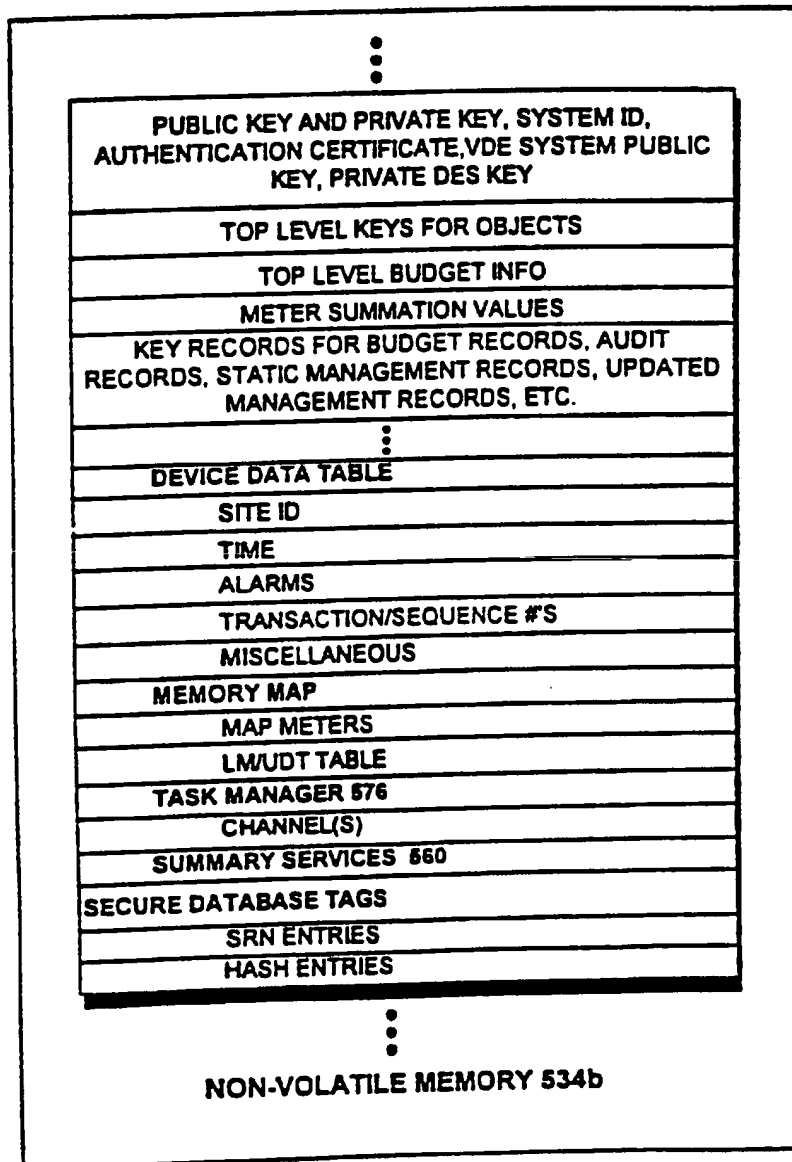 PUBLIC KEY AND PRIVATE KEY, SYSTEM ID,
AUTHENTICATION CERTIFICATE,VDE SYSTEM PUBLIC
KEY, PRIVATE DES KEY
TOP LEVEL KEYS FOR OBJECTS
TOP LEVEL BUDGET INFO
METER SUMMATION VALUES
KEY RECORDS FOR BUDGET RECORDS, AUDIT
RECORDS, STATIC MANAGEMENT RECORDS, UPDATED
MANAGEMENT RECORDS, ETC.
DEVICE DATA TABLE
SITE ID
TIME
ALARMS
TRANSACTION/SEQUENCE #'S
MISCELLANEOUS
MEMORY MAP
MAP METERS
LM/UDT TABLE
TASK MANAGER 576
CHANNEL(S)
SUMMARY SERVICES 560
SECURE DATABASE TAGS
SRN ENTRIES
HASH ENTRIES
NON-VOLATILE MEMORY 534b